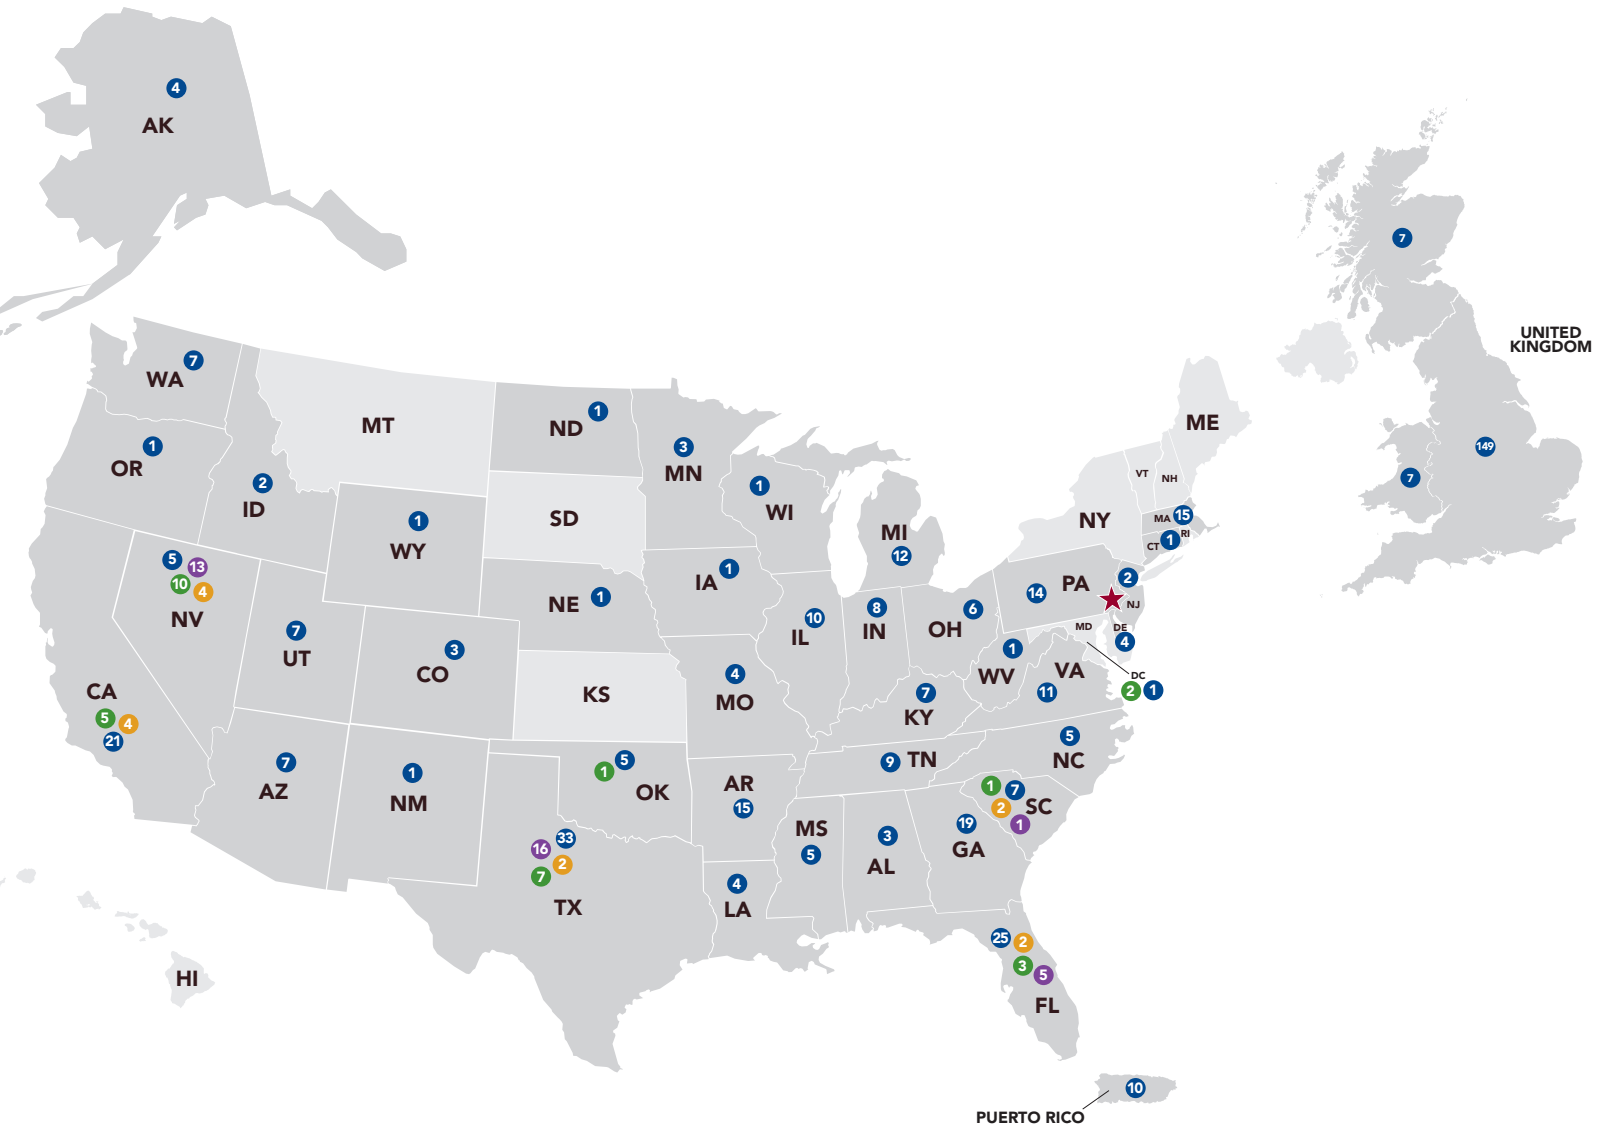 4
AK
7
UNITED
KINGDOM
149
7
7
WA
1
OR
2
ID
MT
1
ND
3
MN
ME
VT
NH
1
WI
SD
1
WY
MI
12
NY
MA
15
RI
CT
1
5
13
10
4
NV
1
IA
1
NE
10
IL
8
IN
6
OH
14
PA
2
NJ
MD
DE
4
7
UT
3
CO
1
WV
VA
11
DC
2
1
CA
5
4
21
KS
4
MO
7
KY
5
NC
7
AZ
1
NM
5
1
OK
AR
15
9
TN
1
7
2
SC
1
33
16
2
7
TX
MS
5
3
AL
19
GA
4
LA
25
2
3
5
FL
HI
10
PUERTO RICO